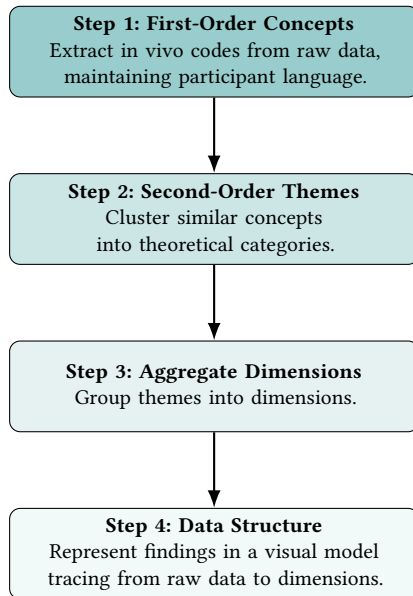 Step 1: First-Order Concepts
Extract in vivo codes from raw data,
maintaining participant language.
Step 2: Second-Order Themes
Cluster similar concepts
into theoretical categories.
Step 3: Aggregate Dimensions
Group themes into dimensions.
Step 4: Data Structure
Represent findings in a visual model
tracing from raw data to dimensions.